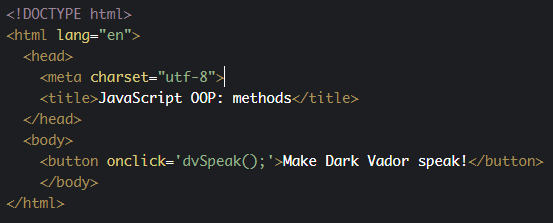 <!DOCTYPE html>
<html lang="en">
  <head>
    <meta charset="utf-8">
    <title>JavaScript OOP: methods</title>
  </head>
  <body>
    <button onclick='dvSpeak();'>Make Dark Vador speak!</button>
    </body>
</html>